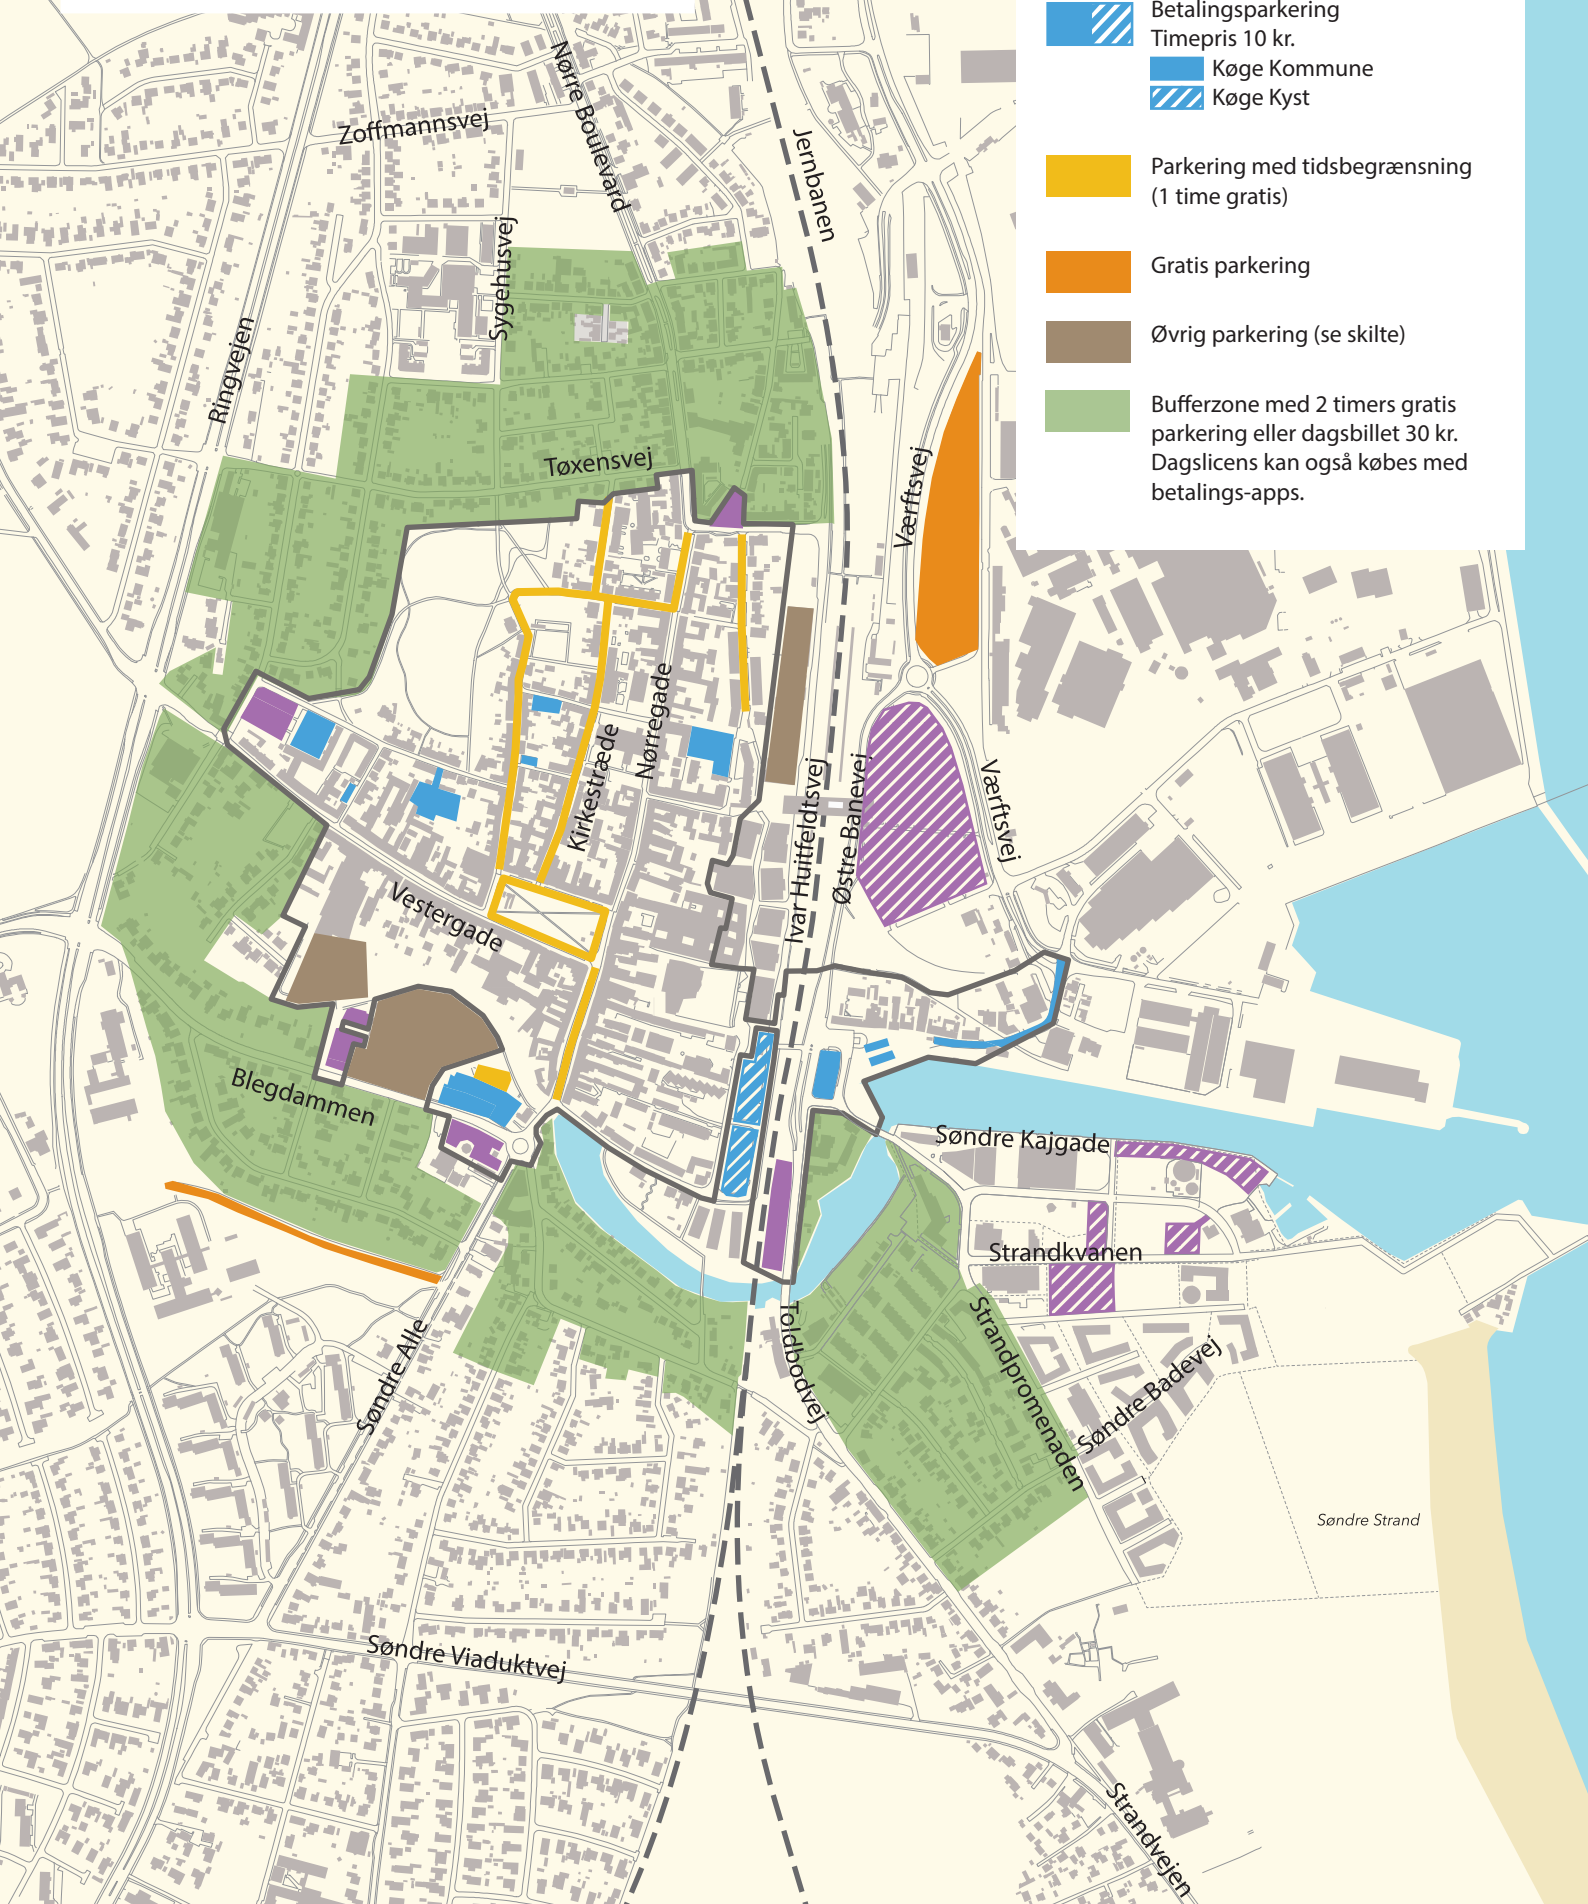 Betalingsparkering
Timepris 10 kr.
Køge Kommune
Køge Kyst
Parkering med tidsbegrænsning
(1 time gratis)
Gratis parkering
Øvrig parkering (se skilte)
Bufferzone med 2 timers gratis
parkering eller dagsbillet 30 kr.
Dagslicens kan også købes med
betalings-apps.
Nørre Boulevard
Zoffmannsvej
Jernbanen
Sygehusvej
Ringvejen
Tøxensvej
Værftsvej
Nørregade
Kirkestræde
Ivar Huitfeldtsvej
Østre Banevej
Værftsvej
Vestergade
Blegdammen
Søndre Kajgade
Strandkvanen
Søndre Alle
Toldbodvej
Strandpromenaden
Søndre Badevej
Søndre Strand
Søndre Viaduktvej
Strandvejen